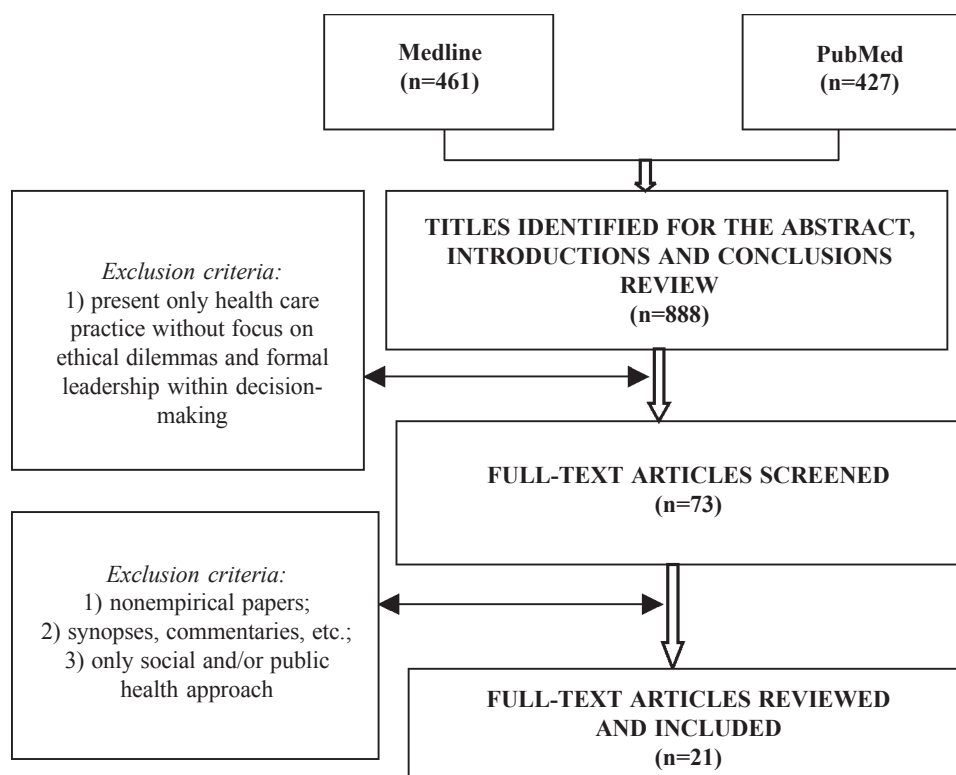 Medline
(n=461)
PubMed
(n=427)
TITLES IDENTIFIED FOR THE ABSTRACT,
INTRODUCTIONS AND CONCLUSIONS
REVIEW
(n=888)
Exclusion criteria:
1) present only health care
practice without focus on
ethical dilemmas and formal
leadership within decision-
making
FULL-TEXT ARTICLES SCREENED
(n=73)
Exclusion criteria:
1) nonempirical papers;
2) synopses, commentaries, etc.;
3) only social and/or public
health approach
FULL-TEXT ARTICLES REVIEWED
AND INCLUDED
(n=21)